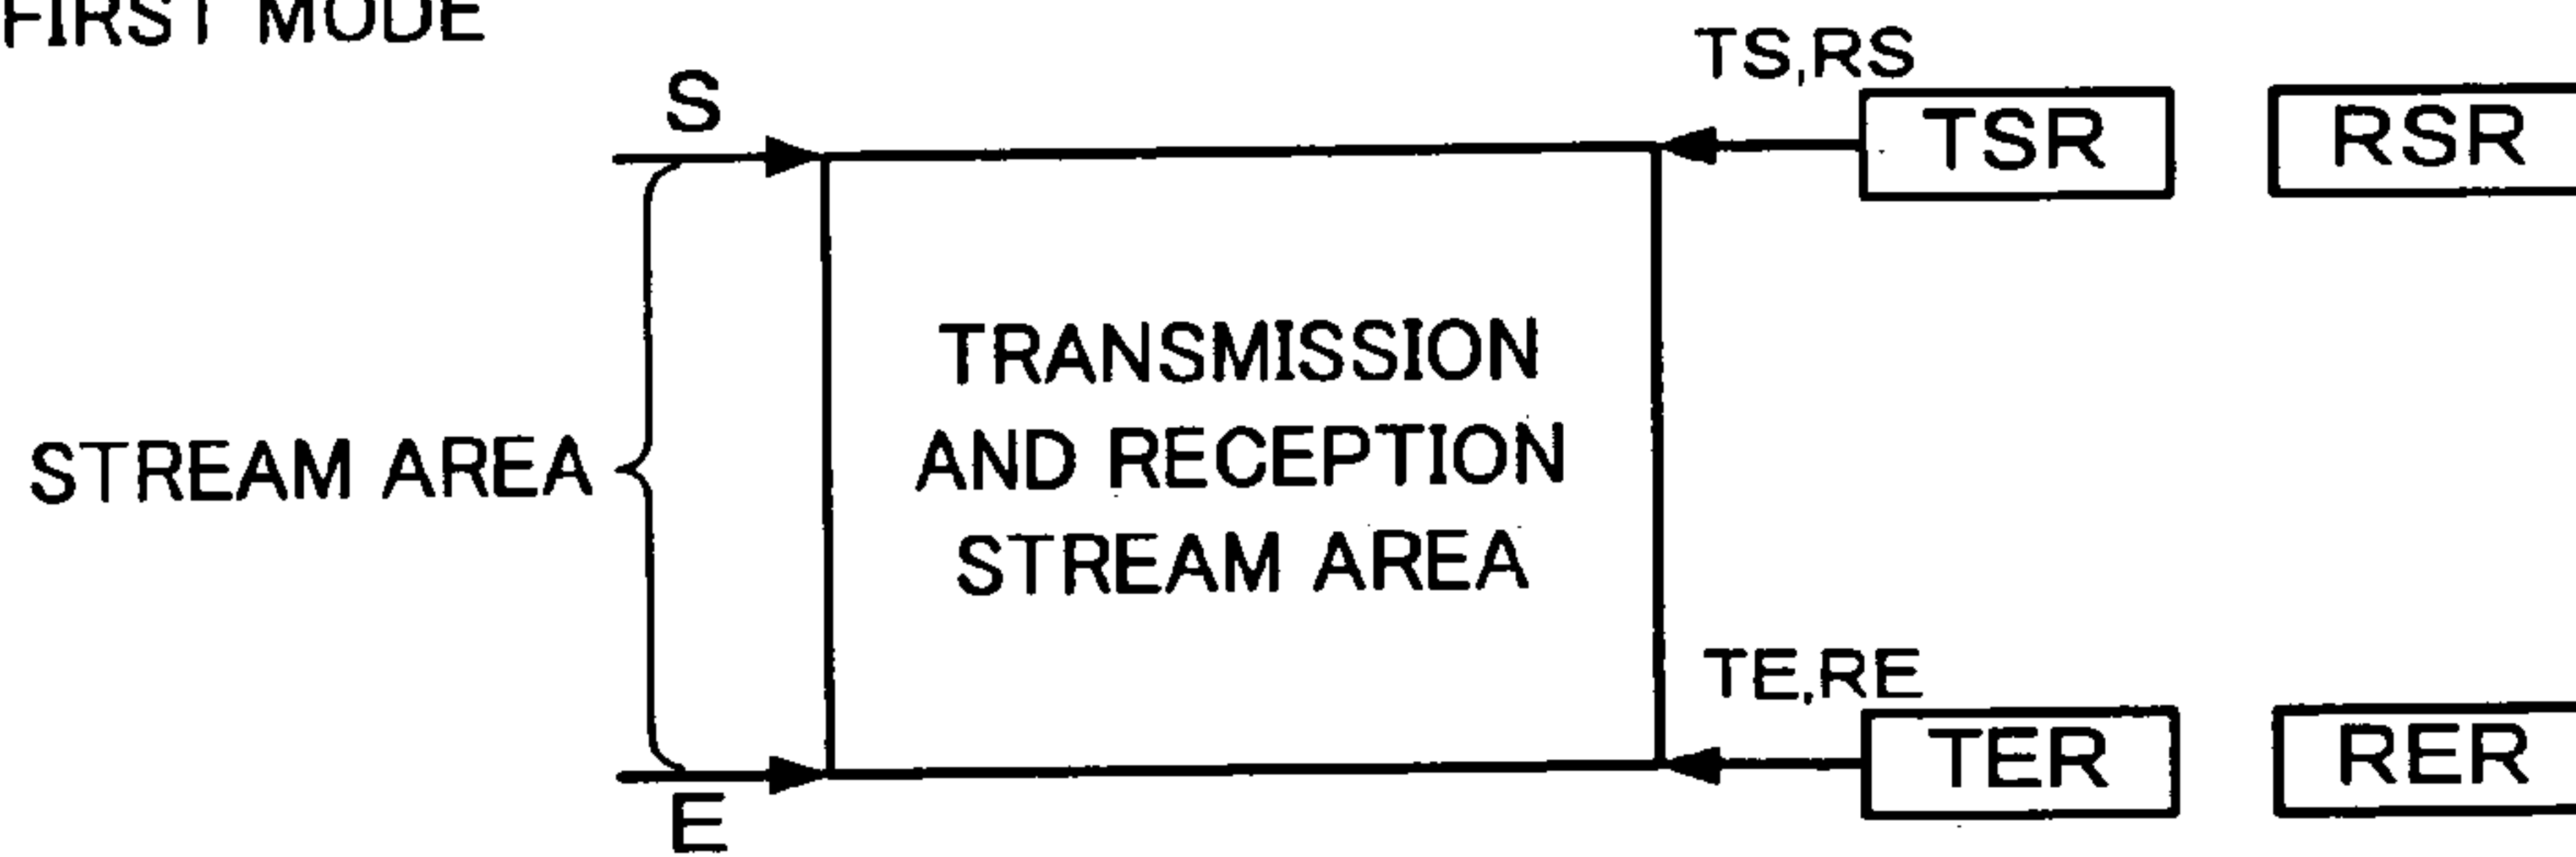 FIRST MODE
TS,RS
S
TSR
RSR
TRANSMISSION
AND RECEPTION
STREAM AREA
STREAM AREA
TE,RE
TER
RER
E